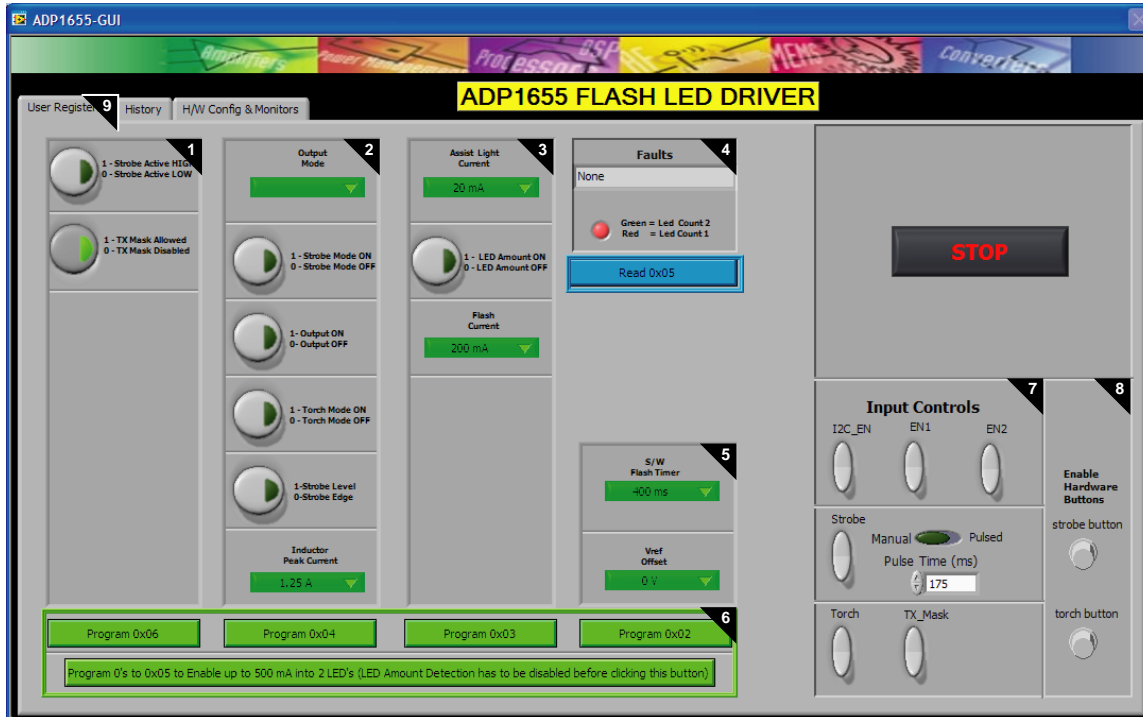 ADP1655-GUI
Amplifiers
Power Management
Processors
DSP
RF
MEMS
Converters
ADP1655 FLASH LED DRIVER
User Register
9
History
H/W Config & Monitors
1
1 - Strobe Active HIGH
0 - Strobe Active LOW
1 - TX Mask Allowed
0 - TX Mask Disabled
2
Output
Mode
1 - Strobe Mode ON
0 - Strobe Mode OFF
1- Output ON
0- Output OFF
1 - Torch Mode ON
0 - Torch Mode OFF
1-Strobe Level
0-Strobe Edge
Inductor
Peak Current
1.25 A
3
Assist Light
Current
20 mA
1 - LED Amount ON
0 - LED Amount OFF
Flash
Current
200 mA
4
Faults
None
Green = Led Count 2
Red = Led Count 1
Read 0x05
5
S/W
Flash Timer
400 ms
Vref
Offset
0 V
6
Program 0x06
Program 0x04
Program 0x03
Program 0x02
Program 0's to 0x05 to Enable up to 500 mA into 2 LED's (LED Amount Detection has to be disabled before clicking this button)
STOP
7
Input Controls
I2C_EN
EN1
EN2
Strobe
Manual
Pulsed
Pulse Time (ms)
175
Torch
TX_Mask
8
Enable
Hardware
Buttons
strobe button
torch button